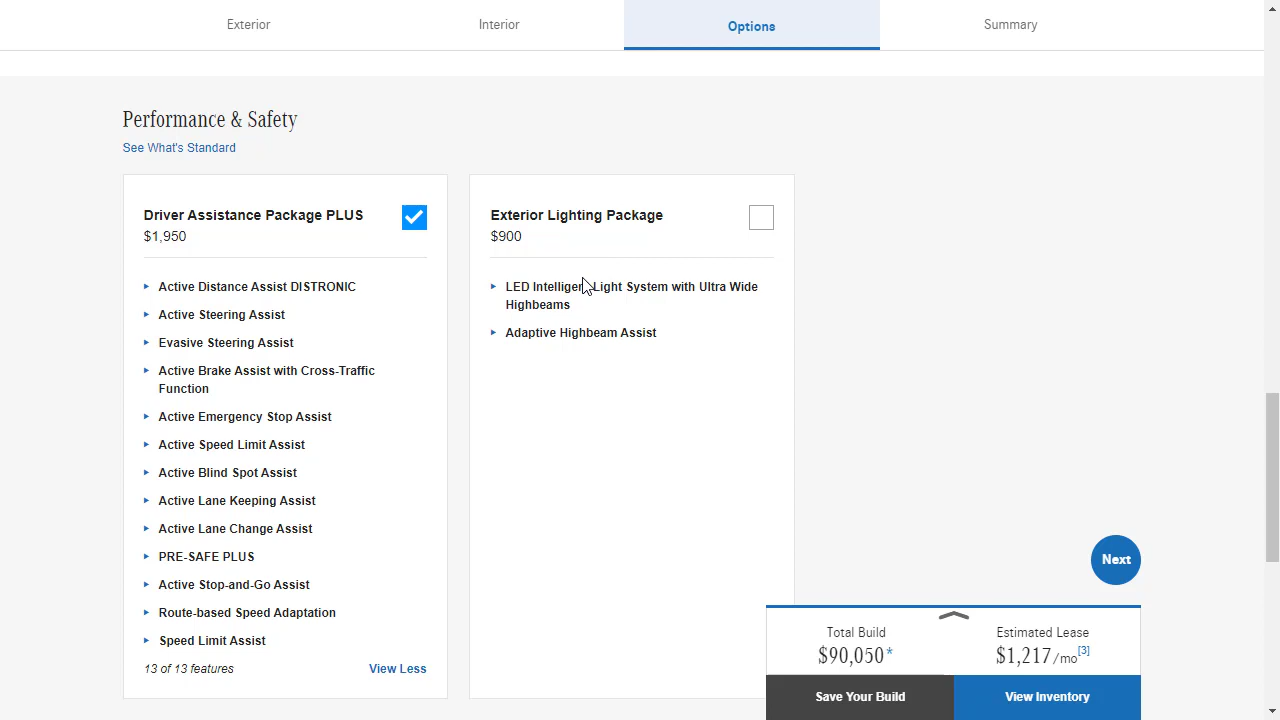 Exterior
Interior
Options
Summary
Performance & Safety
See What's Standard
Driver Assistance Package PLUS
$1,950
Active Distance Assist DISTRONIC
Active Steering Assist
Evasive Steering Assist
Active Brake Assist with Cross-Traffic
Function
Active Emergency Stop Assist
Active Speed Limit Assist
Active Blind Spot Assist
Active Lane Keeping Assist
Active Lane Change Assist
PRE-SAFE PLUS
Active Stop-and-Go Assist
Route-based Speed Adaptation
Speed Limit Assist
13 of 13 features
View Less
Exterior Lighting Package
$900
LED Intelligent Light System with Ultra Wide
Highbeams
Adaptive Highbeam Assist
Next
Total Build
$90,050*
Estimated Lease
$1,217/mo[3]
Save Your Build
View Inventory